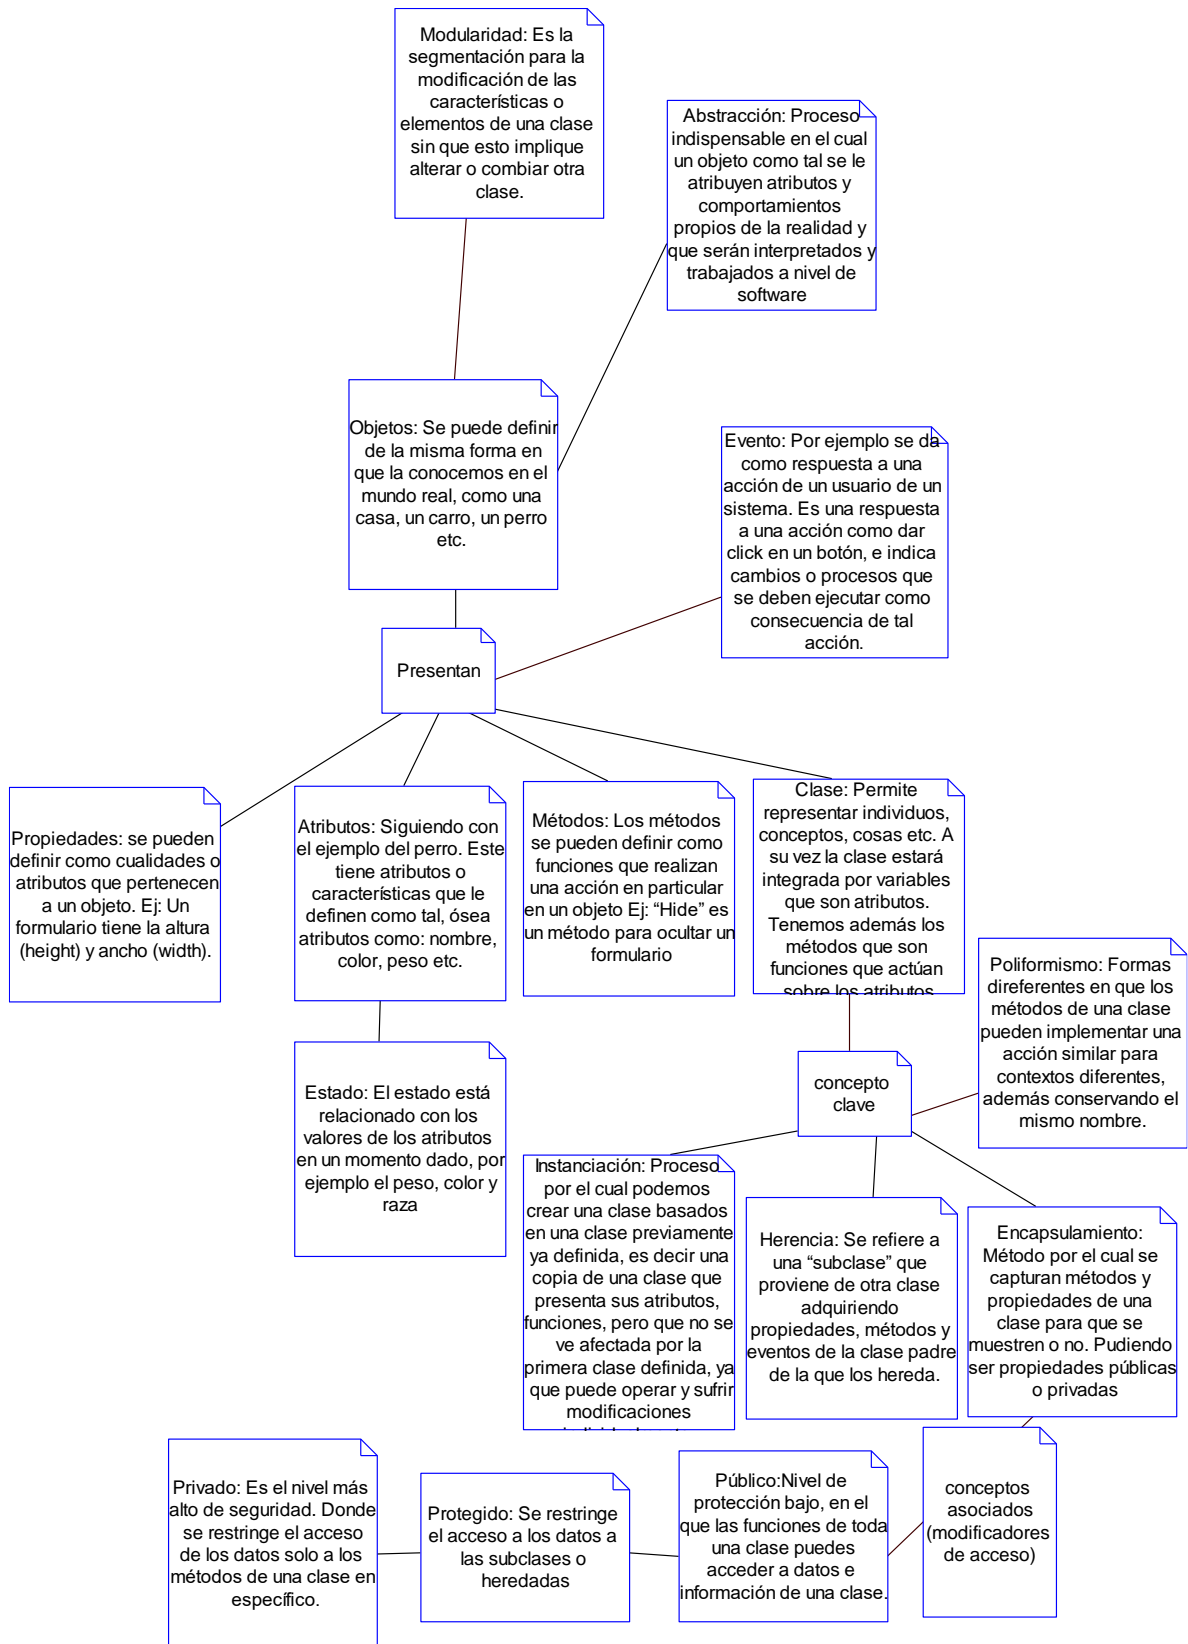 Modularidad: Es la
segmentación para la
modificación de las
características o
elementos de una clase
sin que esto implique
alterar o combiar otra
clase.
Abstracción: Proceso
indispensable en el cual
un objeto como tal se le
atribuyen atributos y
comportamientos
propios de la realidad y
que serán interpretados y
trabajados a nivel de
software
Objetos: Se puede definir
de la misma forma en
que la conocemos en el
mundo real, como una
casa, un carro, un perro
etc.
Evento: Por ejemplo se da
como respuesta a una
acción de un usuario de un
sistema. Es una respuesta
a una acción como dar
click en un botón, e indica
cambios o procesos que
se deben ejecutar como
consecuencia de tal
acción.
Presentan
Propiedades: se pueden
definir como cualidades o
atributos que pertenecen
a un objeto. Ej: Un
formulario tiene la altura
(height) y ancho (width).
Atributos: Siguiendo con
el ejemplo del perro. Este
tiene atributos o
características que le
definen como tal, ósea
atributos como: nombre,
color, peso etc.
Métodos: Los métodos
se pueden definir como
funciones que realizan
una acción en particular
en un objeto Ej: “Hide” es
un método para ocultar un
formulario
Clase: Permite
representar individuos,
conceptos, cosas etc. A
su vez la clase estará
integrada por variables
que son atributos.
Tenemos además los
métodos que son
funciones que actúan
sobre los atributos
Poliformismo: Formas
direferentes en que los
métodos de una clase
pueden implementar una
acción similar para
contextos diferentes,
además conservando el
mismo nombre.
Estado: El estado está
relacionado con los
valores de los atributos
en un momento dado, por
ejemplo el peso, color y
raza
concepto
clave
Instanciación: Proceso
por el cual podemos
crear una clase basados
en una clase previamente
ya definida, es decir una
copia de una clase que
presenta sus atributos,
funciones, pero que no se
ve afectada por la
primera clase definida, ya
que puede operar y sufrir
modificaciones
Herencia: Se refiere a
una “subclase” que
proviene de otra clase
adquiriendo
propiedades, métodos y
eventos de la clase padre
de la que los hereda.
Encapsulamiento:
Método por el cual se
capturan métodos y
propiedades de una
clase para que se
muestren o no. Pudiendo
ser propiedades públicas
o privadas
Privado: Es el nivel más
alto de seguridad. Donde
se restringe el acceso
de los datos solo a los
métodos de una clase en
específico.
Protegido: Se restringe
el acceso a los datos a
las subclases o
heredadas
Público:Nivel de
protección bajo, en el
que las funciones de toda
una clase puedes
acceder a datos e
información de una clase.
conceptos
asociados
(modificadores
de acceso)